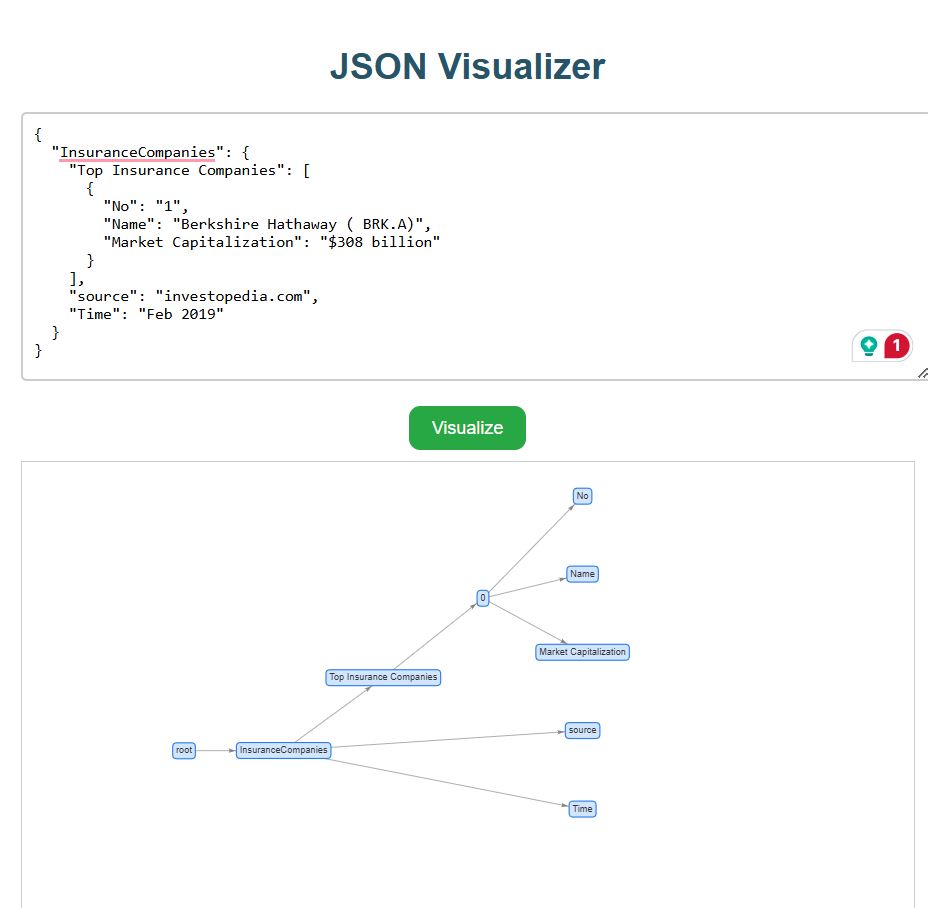 JSON Visualizer
{
  "InsuranceCompanies": {
    "Top Insurance Companies": [
      {
        "No": "1",
        "Name": "Berkshire Hathaway ( BRK.A)",
        "Market Capitalization": "$308 billion"
      }
    ],
    "source": "investopedia.com",
    "Time": "Feb 2019"
  }
}
1
Visualize
No
Name
0
Market Capitalization
Top Insurance Companies
source
root
InsuranceCompanies
Time